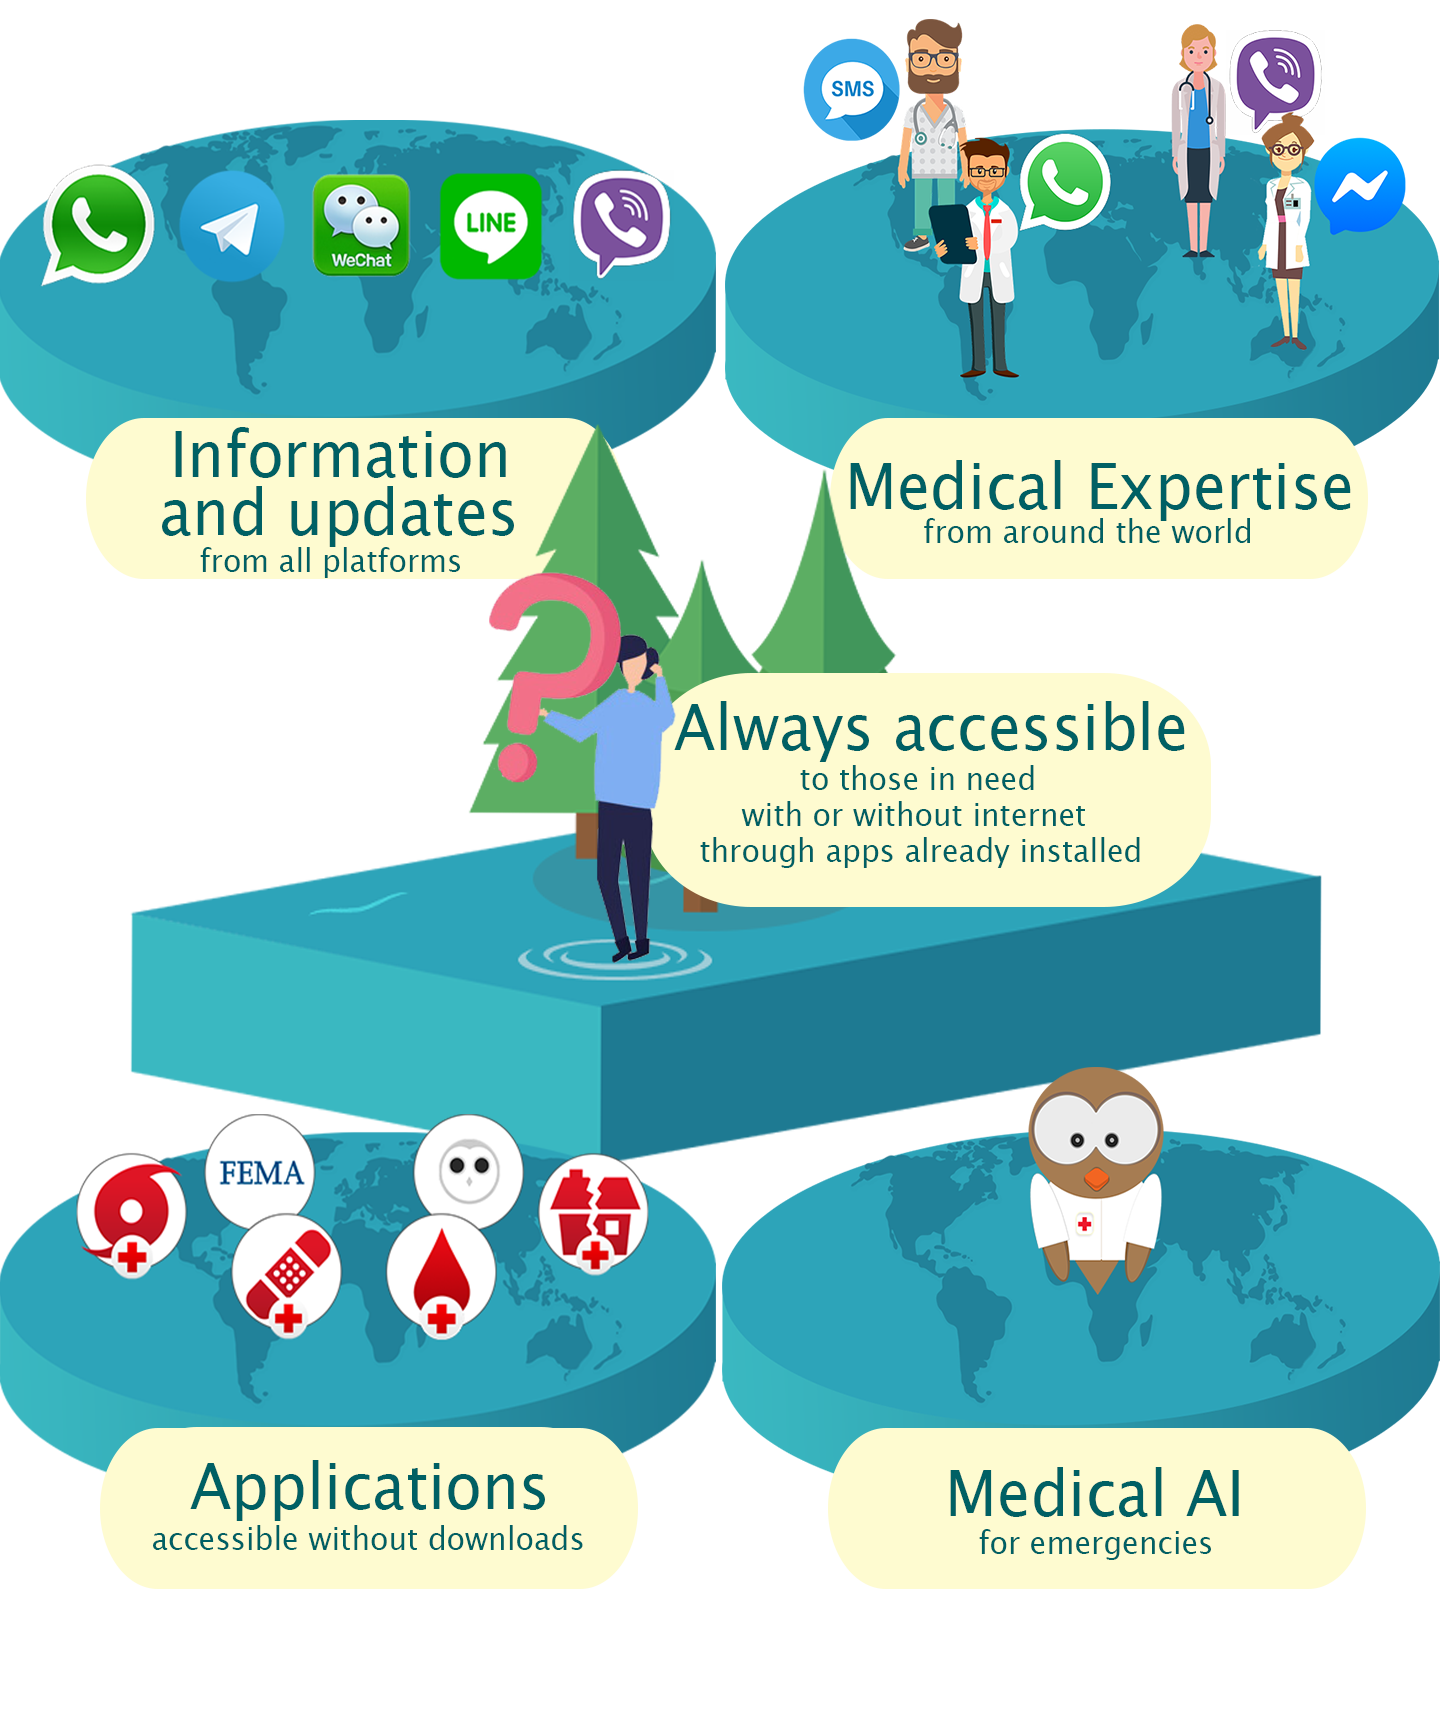 SMS
WeChat
LINE
Information
and updates
from all platforms
Medical Expertise
from around the world
Always accessible
to those in need
with or without internet
through apps already installed
FEMA
Applications
accessible without downloads
Medical AI
for emergencies